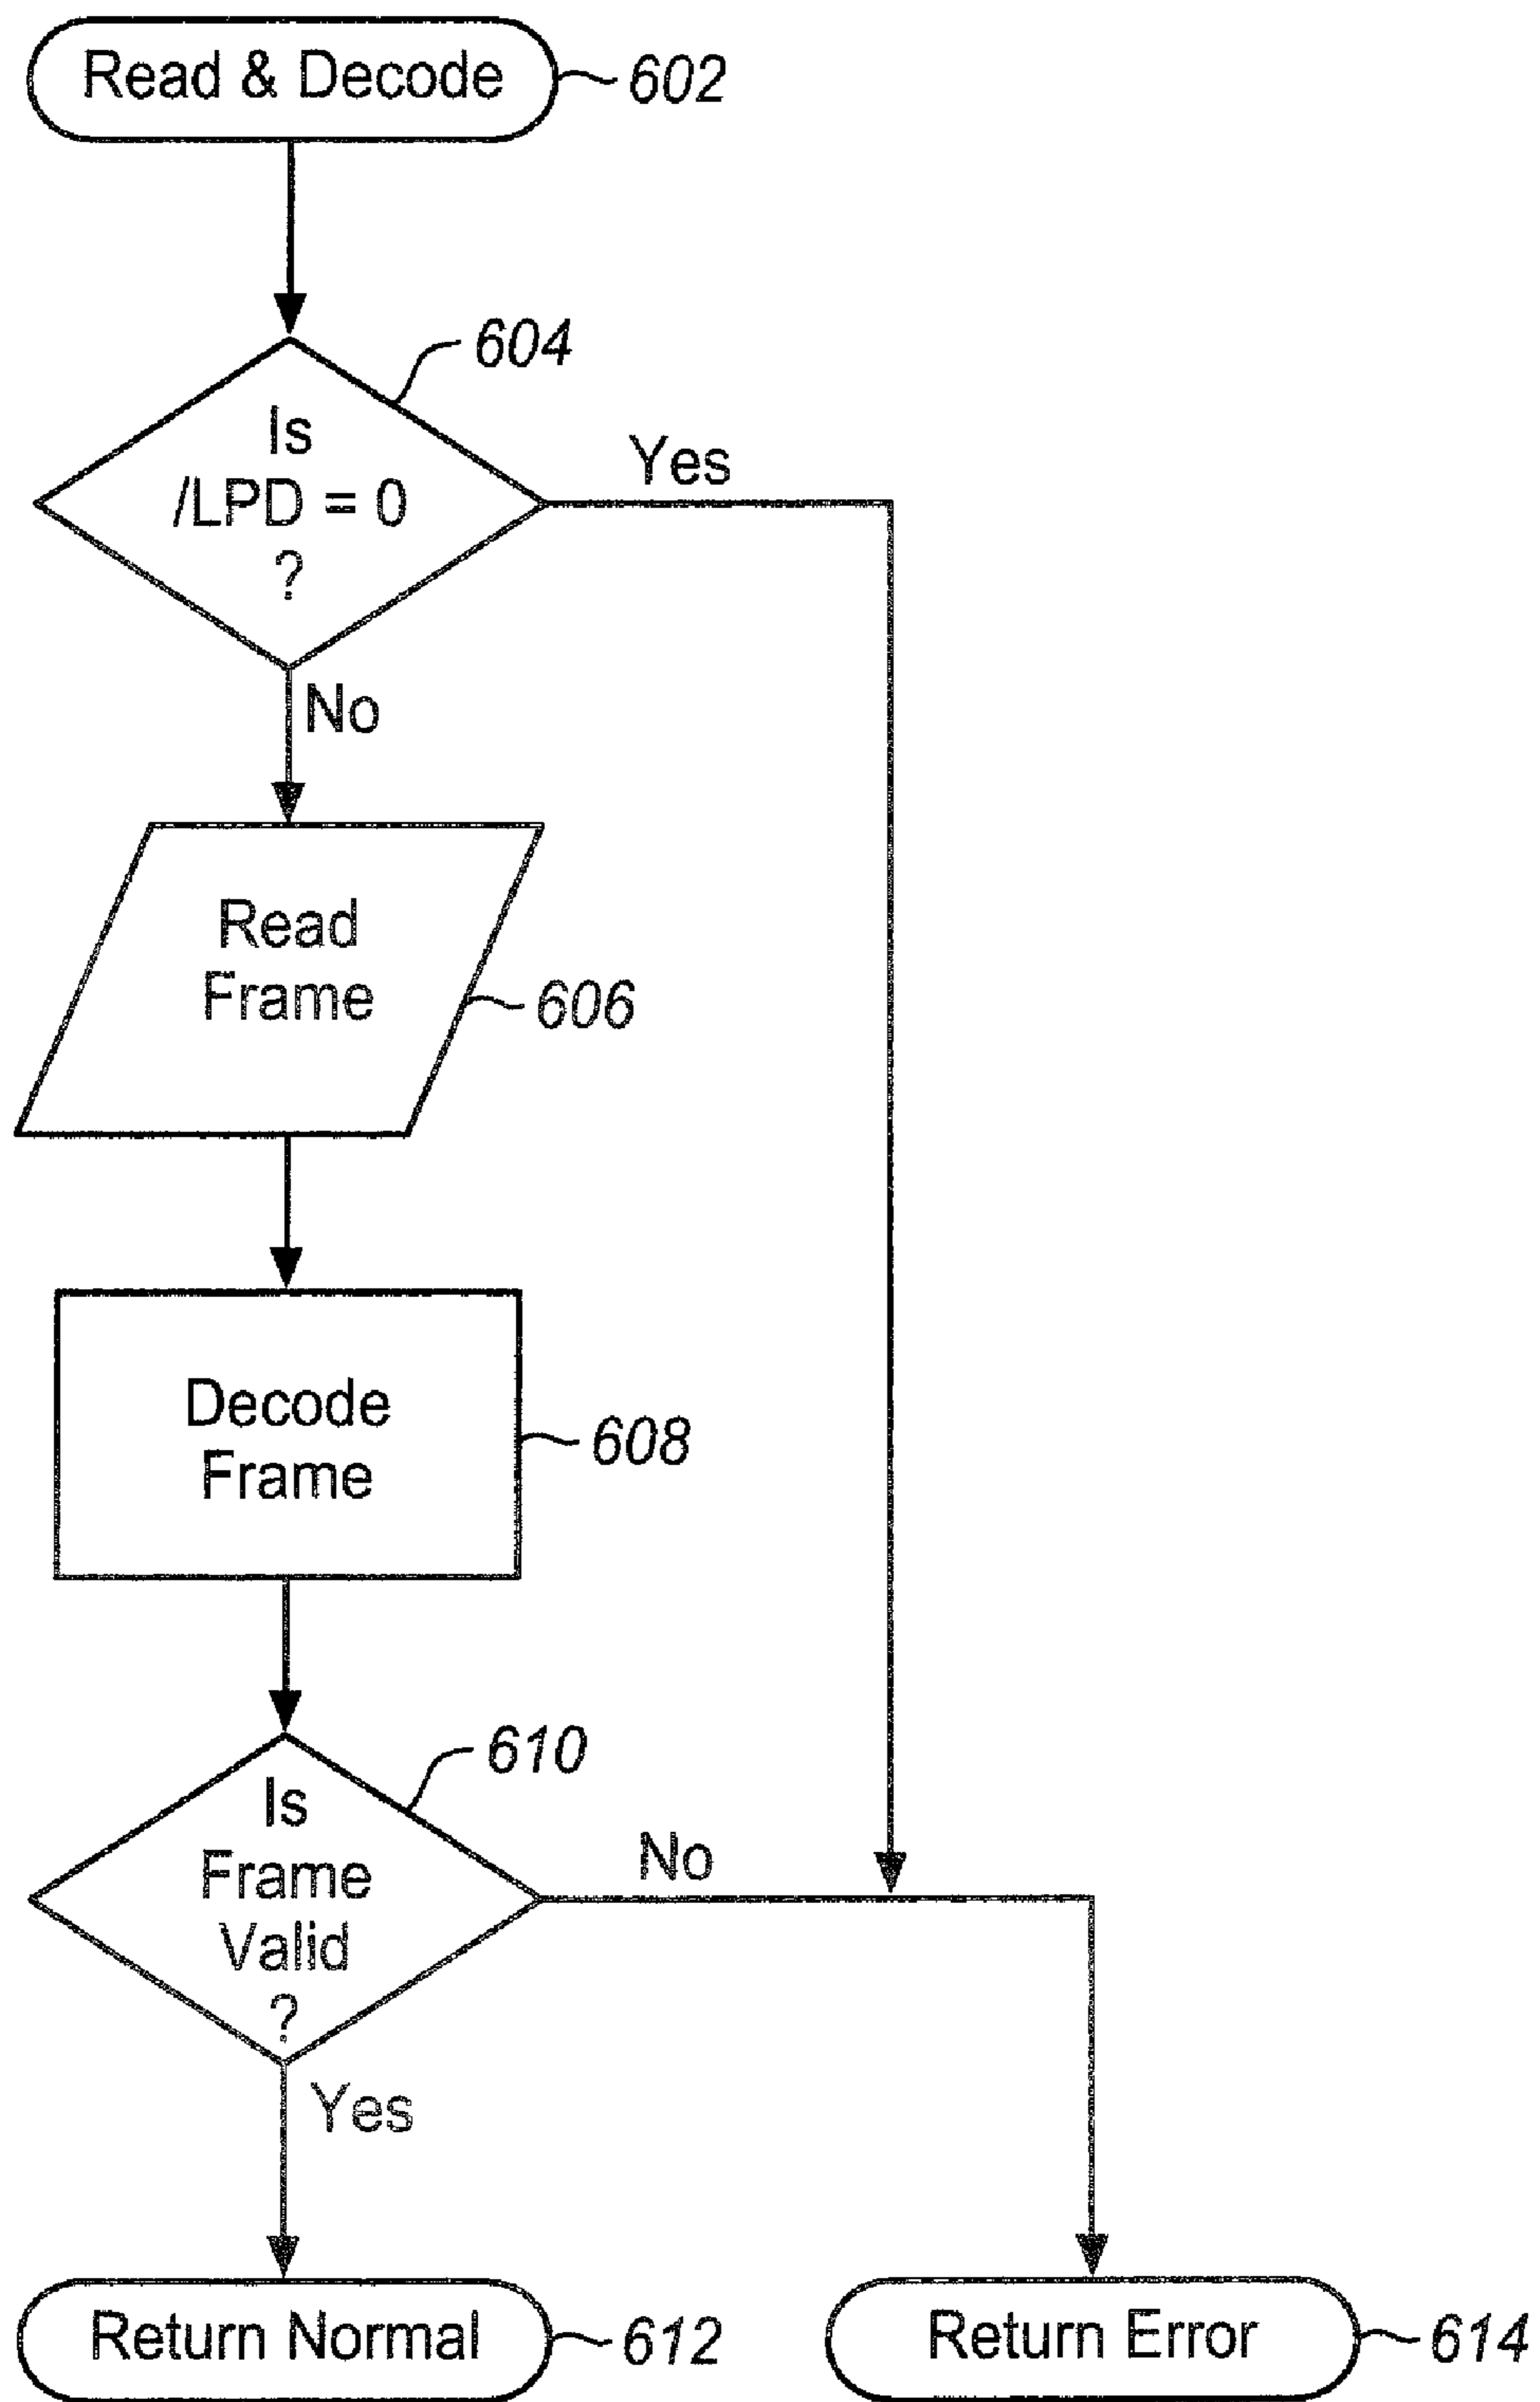 Read & Decode
602
604
Is
/LPD = 0
?
Yes
No
Read
Frame
606
Decode
Frame
608
610
Is
Frame
Valid
?
No
Yes
Return Normal
612
Return Error
614